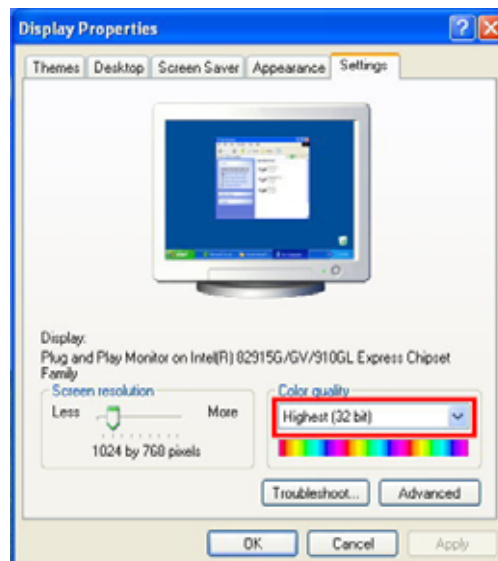 Display Properties
Themes Desktop Screen Saver Appearance Settings
Display:
Plug and Play Monitor on Intel(R) 82915G/GV/910GL Express Chipset
Family
Screen resolution
Less More
1024 by 768 pixels
Color quality
Highest (32 bit)
Troubleshoot... Advanced
OK Cancel Apply